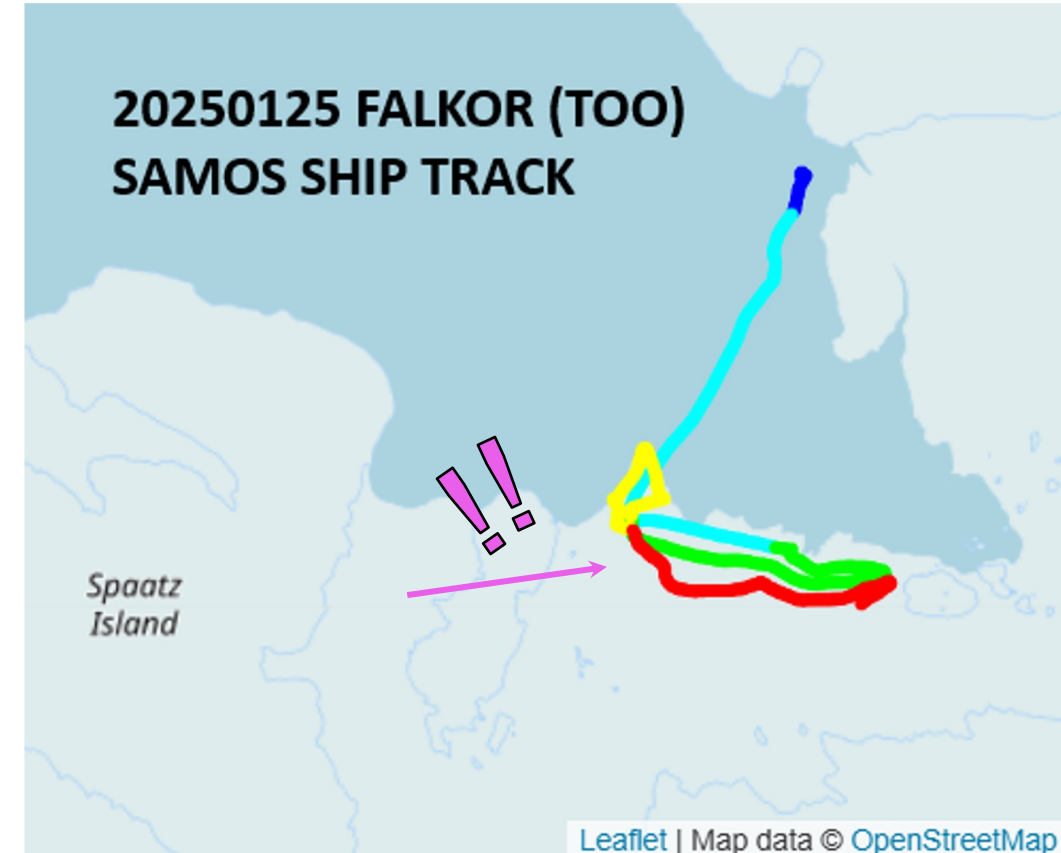 20250125 FALKOR (TOO)
SAMOS SHIP TRACK
!!
Spaatz
Island
Leaflet | Map data © OpenStreetMap